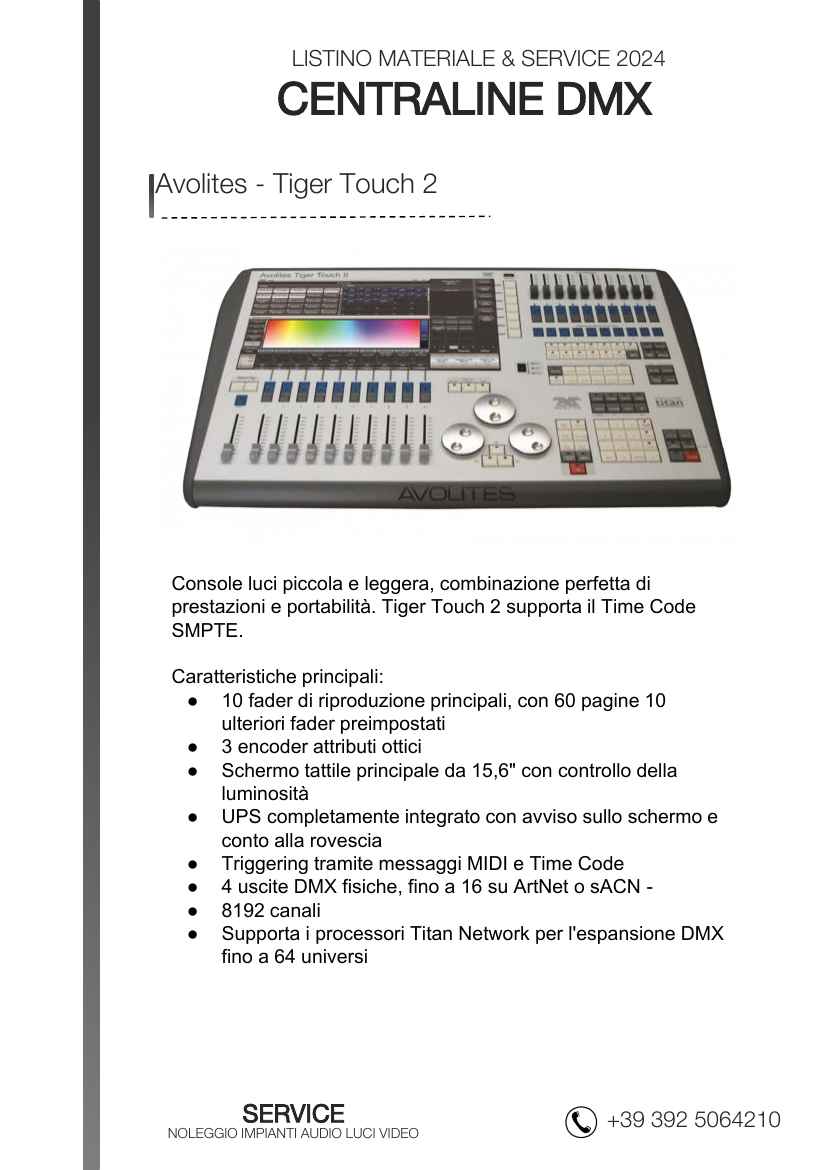 LISTINO MATERIALE & SERVICE 2024
CENTRALINE DMX
Avolites - Tiger Touch 2
Avolites Tiger Touch II
titan
AVOLITES
Console luci piccola e leggera, combinazione perfetta di
prestazioni e portabilità. Tiger Touch 2 supporta il Time Code
SMPTE.
Caratteristiche principali:
● 10 fader di riproduzione principali, con 60 pagine 10
ulteriori fader preimpostati
● 3 encoder attributi ottici
● Schermo tattile principale da 15,6" con controllo della
luminosità
● UPS completamente integrato con avviso sullo schermo e
conto alla rovescia
● Triggering tramite messaggi MIDI e Time Code
● 4 uscite DMX fisiche, fino a 16 su ArtNet o sACN -
● 8192 canali
● Supporta i processori Titan Network per l'espansione DMX
fino a 64 universi
SERVICE
NOLEGGIO IMPIANTI AUDIO LUCI VIDEO
+39 392 5064210